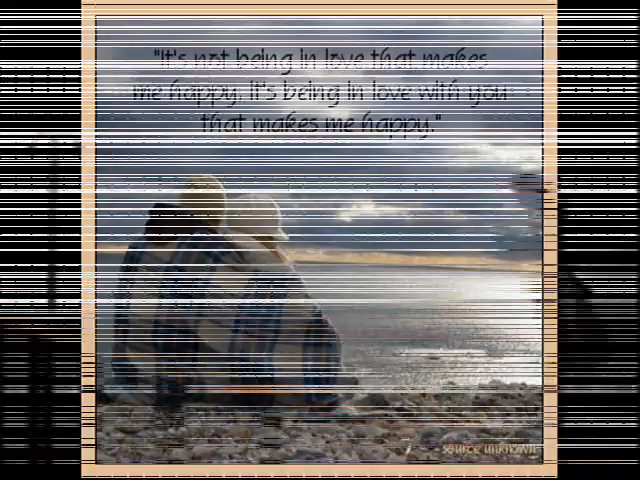 "It's not being in love that makes
me happy. It's being in love with you
that makes me happy."
- source unknown